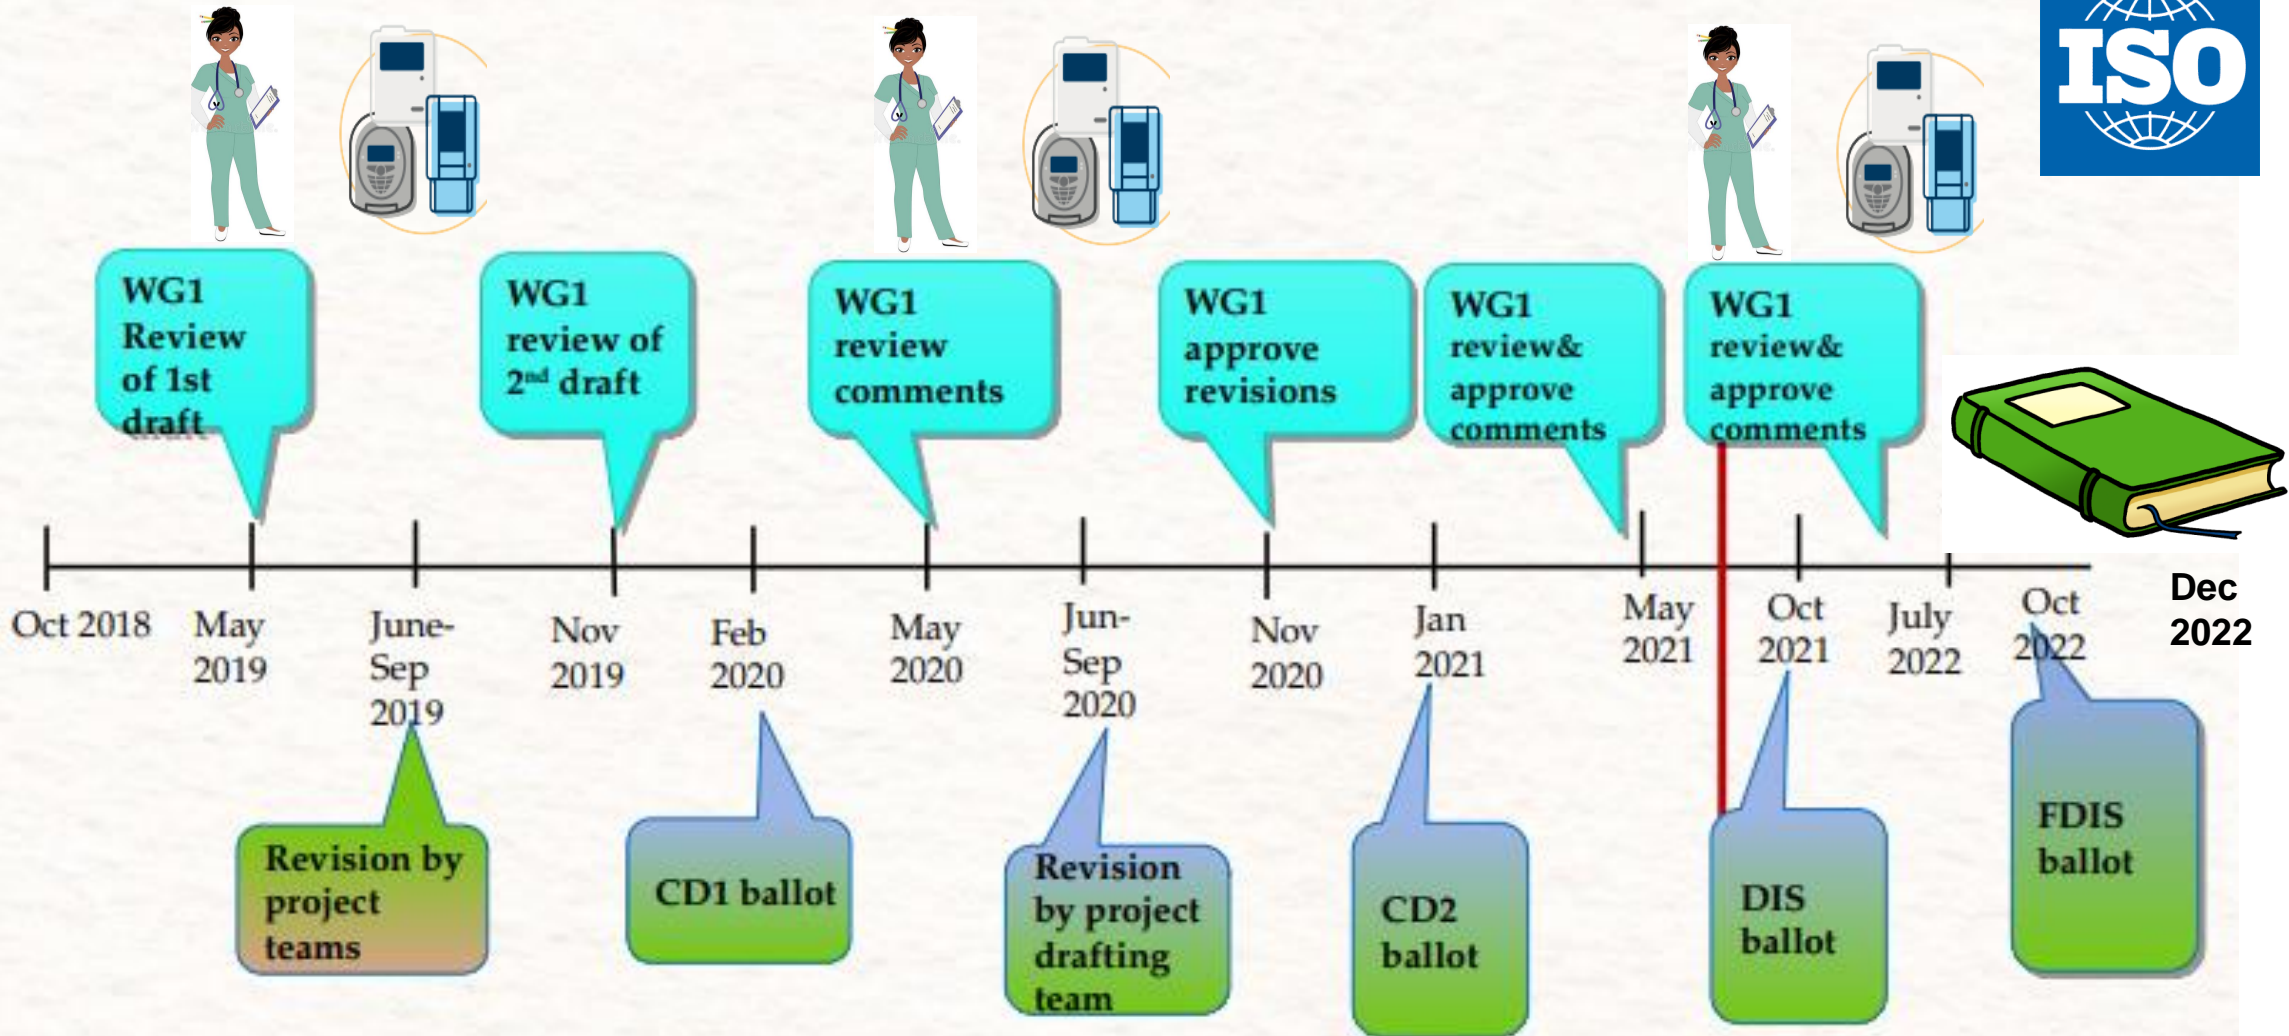 ISO
WG1
Review
of 1st
draft
WG1
review of
2nd draft
WG1
review
comments
WG1
approve
revisions
WG1
review&
approve
comments
WG1
review&
approve
comments
Oct 2018
May
2019
June-
Sep
2019
Nov
2019
Feb
2020
May
2020
Jun-
Sep
2020
Nov
2020
Jan
2021
May
2021
Oct
2021
July
2022
Oct
2022
Dec
2022
Revision by
project
teams
CD1 ballot
Revision
by project
drafting
team
CD2
ballot
DIS
ballot
FDIS
ballot